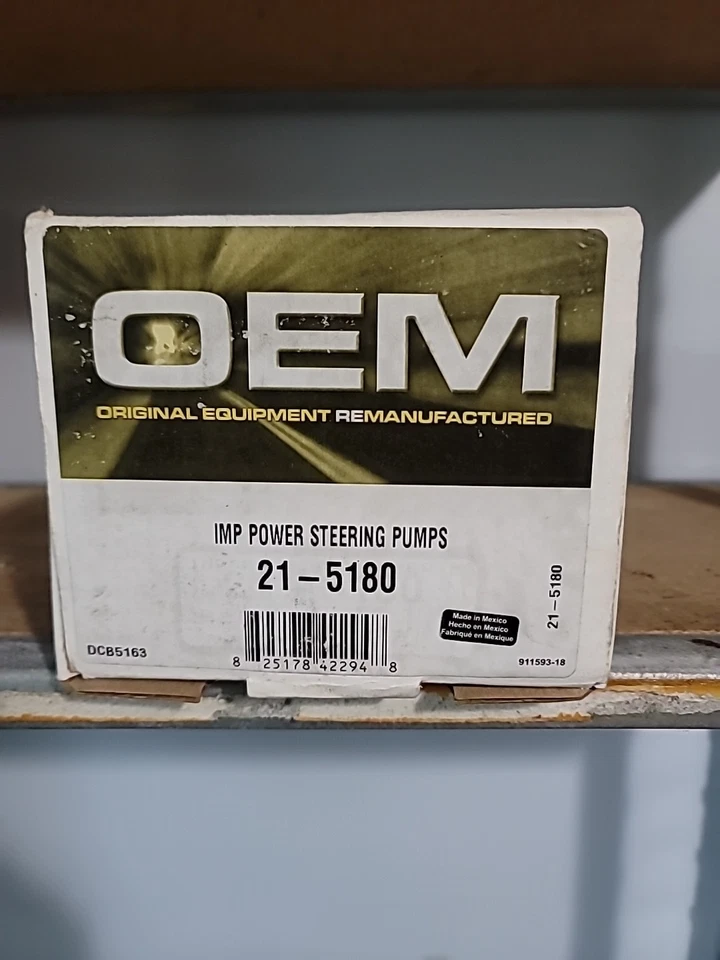 OEM
ORIGINAL EQUIPMENT REMANUFACTURED
IMP POWER STEERING PUMPS
21-5180
8 25178 42294 8
DCB5163
Made in Mexico
Hecho en Mexico
Fabriqué en Mexique
911593-18
21-5180